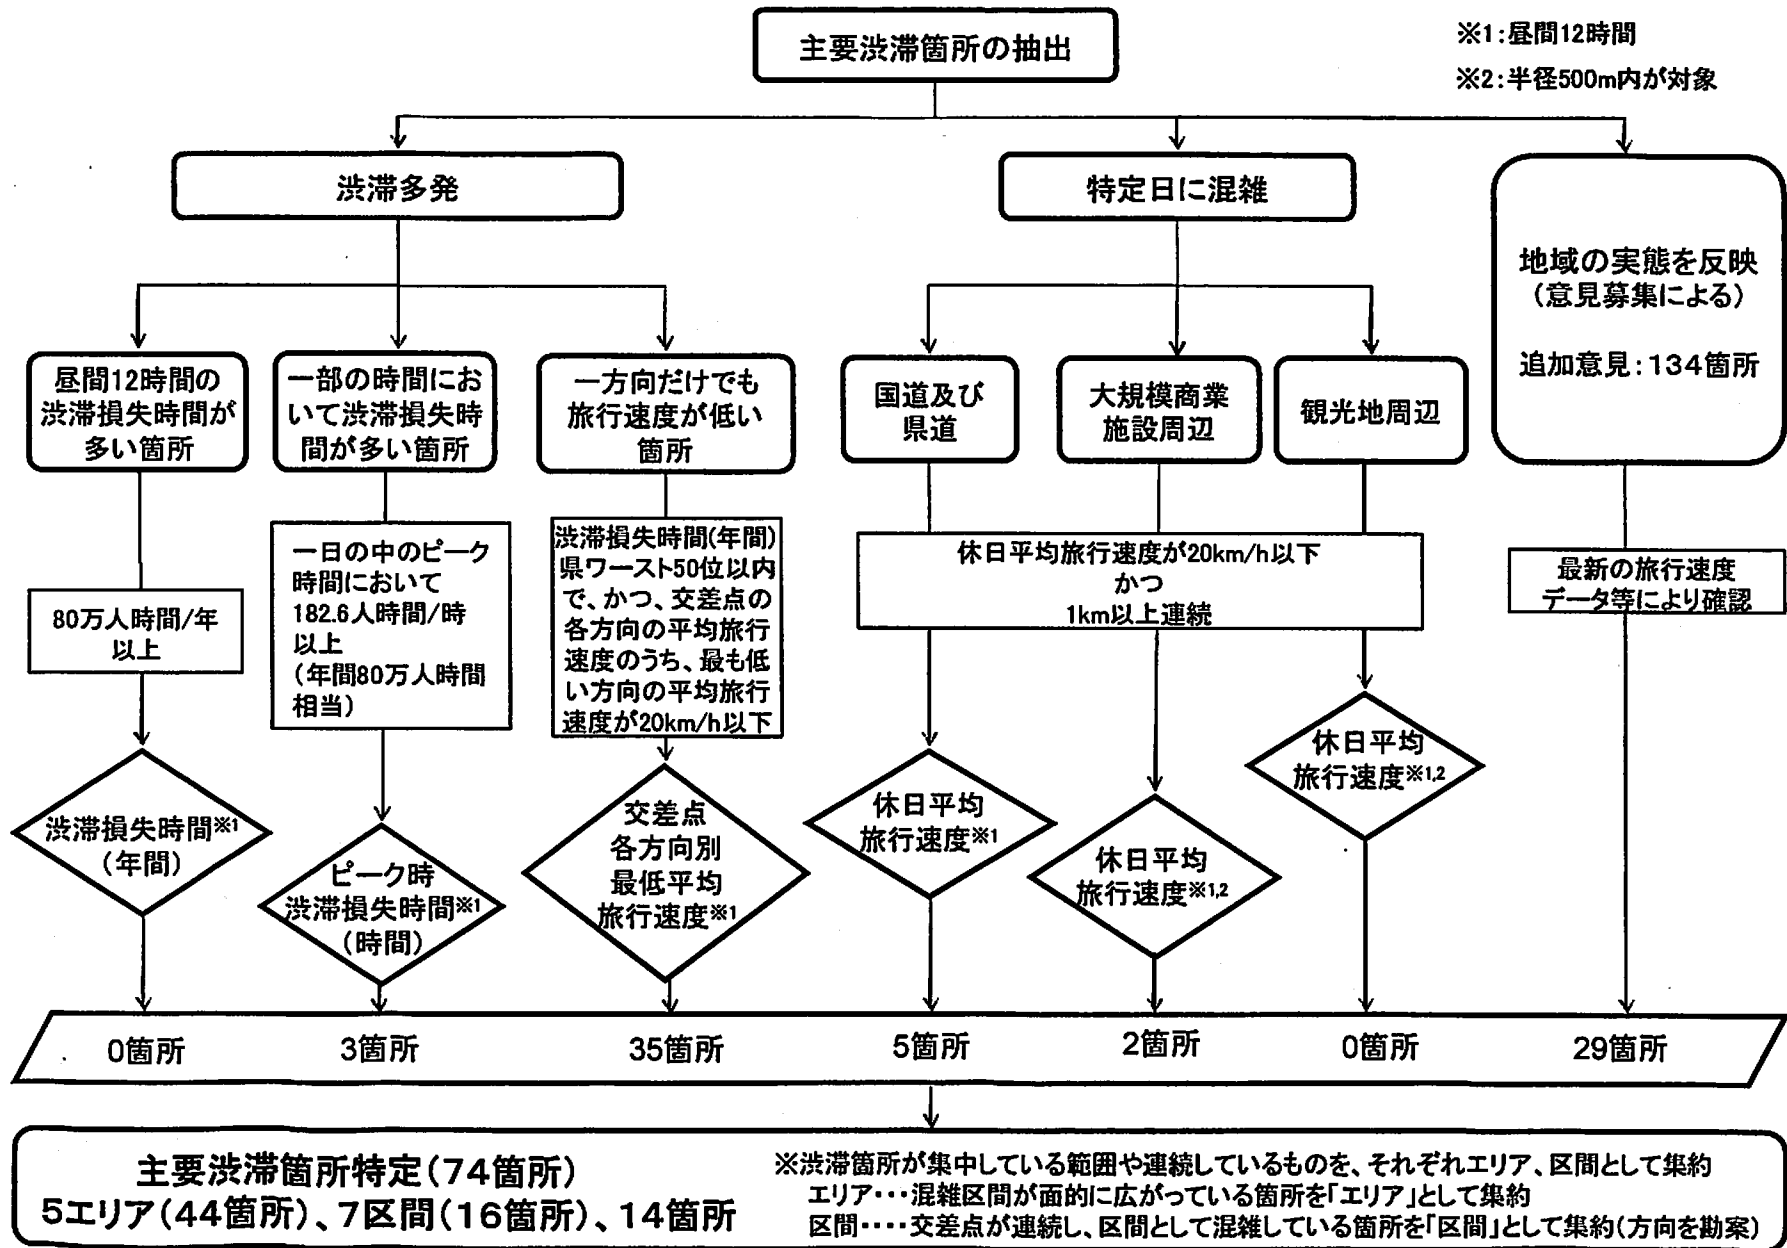 主要渋滞箇所の抽出
※1:昼間12時間
※2:半径500m内が対象
渋滞多発
特定日に混雑
地域の実態を反映
(意見募集による)
追加意見:134箇所
昼間12時間の
渋滞損失時間が
多い箇所
一部の時間にお
いて渋滞損失時
間が多い箇所
一方向だけでも
旅行速度が低い
箇所
国道及び
県道
大規模商業
施設周辺
観光地周辺
80万人時間/年
以上
一日の中のピーク
時間において
182.6人時間/時
以上
(年間80万人時間
相当)
渋滞損失時間(年間)
県ワースト50位以内
で、かつ、交差点の
各方向の平均旅行
速度のうち、最も低
い方向の平均旅行
速度が20km/h以下
休日平均旅行速度が20km/h以下
かつ
1km以上連続
最新の旅行速度
データ等により確認
渋滞損失時間※1
(年間)
ピーク時
渋滞損失時間※1
(時間)
交差点
各方向別
最低平均
旅行速度※1
休日平均
旅行速度※1
休日平均
旅行速度※1,2
休日平均
旅行速度※1,2
0箇所
3箇所
35箇所
5箇所
2箇所
0箇所
29箇所
主要渋滞箇所特定(74箇所)
5エリア(44箇所)、7区間(16箇所)、14箇所
※渋滞箇所が集中している範囲や連続しているものを、それぞれエリア、区間として集約
エリア・・・混雑区間が面的に広がっている箇所を「エリア」として集約
区間・・・・交差点が連続し、区間として混雑している箇所を「区間」として集約(方向を勘案)